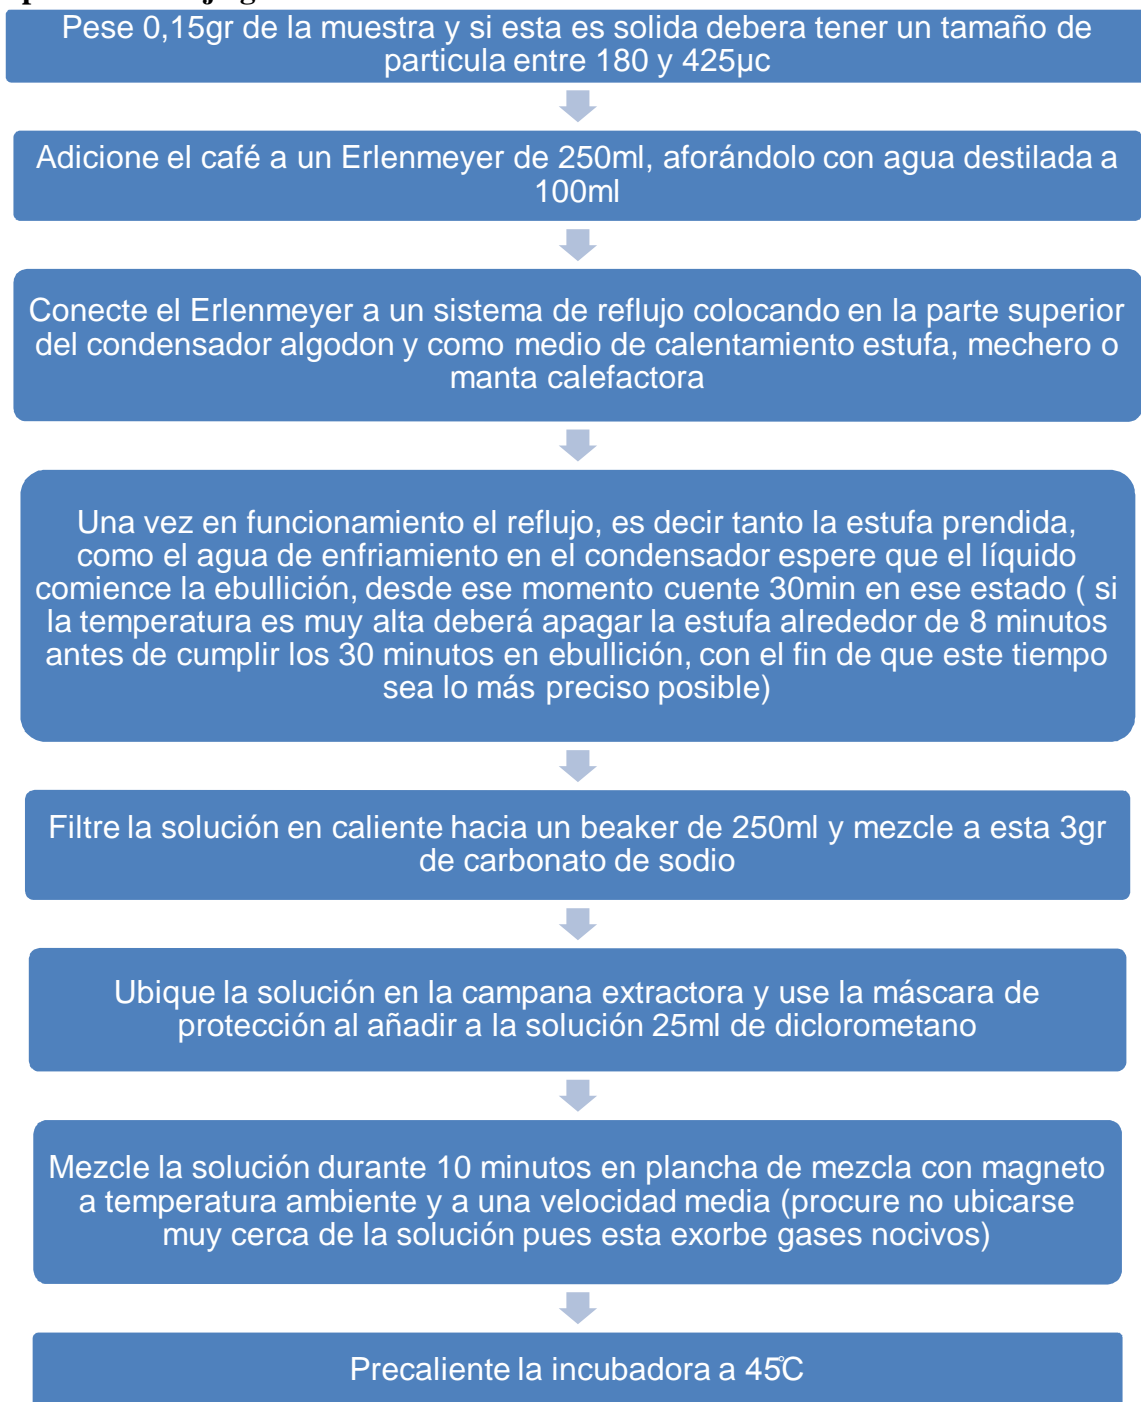 Pese 0,15gr de la muestra y si esta es solida debera tener un tamaño de
particula entre 180 y 425µc
Adicione el café a un Erlenmeyer de 250ml, aforándolo con agua destilada a
100ml
Conecte el Erlenmeyer a un sistema de reflujo colocando en la parte superior
del condensador algodon y como medio de calentamiento estufa, mechero o
manta calefactora
Una vez en funcionamiento el reflujo, es decir tanto la estufa prendida,
como el agua de enfriamiento en el condensador espere que el líquido
comience la ebullición, desde ese momento cuente 30min en ese estado ( si
la temperatura es muy alta deberá apagar la estufa alrededor de 8 minutos
antes de cumplir los 30 minutos en ebullición, con el fin de que este tiempo
sea lo más preciso posible)
Filtre la solución en caliente hacia un beaker de 250ml y mezcle a esta 3gr
de carbonato de sodio
Ubique la solución en la campana extractora y use la máscara de
protección al añadir a la solución 25ml de diclorometano
Mezcle la solución durante 10 minutos en plancha de mezcla con magneto
a temperatura ambiente y a una velocidad media (procure no ubicarse
muy cerca de la solución pues esta exorbe gases nocivos)
Precaliente la incubadora a 45°C